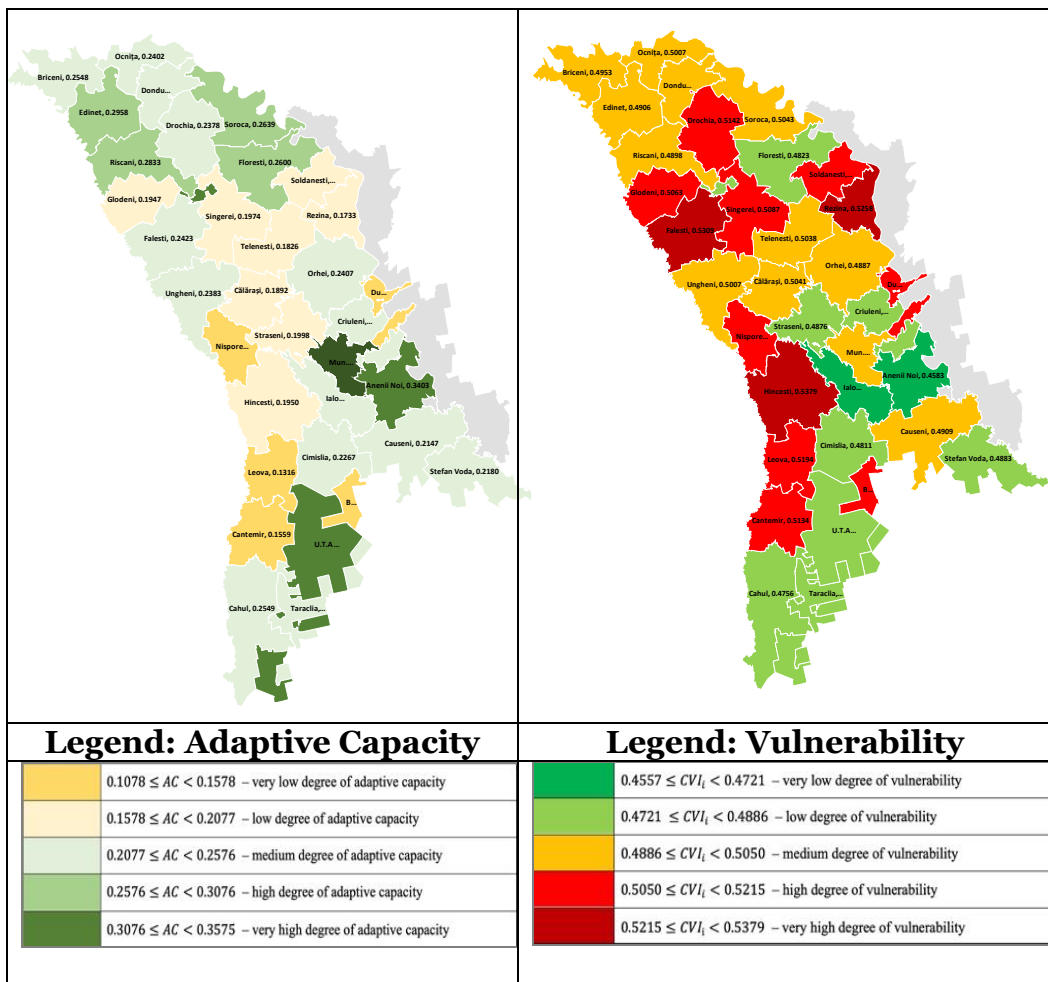 Ocnița, 0.2402
Briceni, 0.2548
Dondu...
Edinet, 0.2958
Drochia, 0.2378
Soroca, 0.2639
Riscani, 0.2833
Floresti, 0.2600
Soldanesti,...
Glodeni, 0.1947
Singerei, 0.1974
Rezina, 0.1733
Falesti, 0.2423
Telenesti, 0.1826
Orhei, 0.2407
Ungheni, 0.2383
Călărași, 0.1892
Du...
Criuleni,...
Straseni, 0.1998
Nispore...
Mun....
Anenii Noi, 0.3403
Hincesti, 0.1950
Ialo...
Causeni, 0.2147
Cimislia, 0.2267
Leova, 0.1316
Stefan Voda, 0.2180
B...
Cantemir, 0.1559
U.T.A...
Cahul, 0.2549
Taraclia,...
Ocnița, 0.5007
Briceni, 0.4953
Dondu...
Edinet, 0.4906
Drochia, 0.5142
Soroca, 0.5043
Riscani, 0.4898
Floresti, 0.4823
Soldanesti,...
Glodeni, 0.5063
Singerei, 0.5087
Rezina, 0.5258
Falesti, 0.5309
Telenesti, 0.5038
Orhei, 0.4887
Ungheni, 0.5007
Călărași, 0.5041
Du...
Criuleni,...
Straseni, 0.4876
Nispore...
Mun....
Anenii Noi, 0.4583
Hincesti, 0.5379
Ialo...
Causeni, 0.4909
Cimislia, 0.4811
Leova, 0.5194
Stefan Voda, 0.4883
B...
Cantemir, 0.5134
U.T.A...
Cahul, 0.4756
Taraclia,...
Legend: Adaptive Capacity
0.1078 ≤ AC < 0.1578 – very low degree of adaptive capacity
0.1578 ≤ AC < 0.2077 – low degree of adaptive capacity
0.2077 ≤ AC < 0.2576 – medium degree of adaptive capacity
0.2576 ≤ AC < 0.3076 – high degree of adaptive capacity
0.3076 ≤ AC < 0.3575 – very high degree of adaptive capacity
Legend: Vulnerability
0.4557 ≤ CVIᵢ < 0.4721 – very low degree of vulnerability
0.4721 ≤ CVIᵢ < 0.4886 – low degree of vulnerability
0.4886 ≤ CVIᵢ < 0.5050 – medium degree of vulnerability
0.5050 ≤ CVIᵢ < 0.5215 – high degree of vulnerability
0.5215 ≤ CVIᵢ < 0.5379 – very high degree of vulnerability